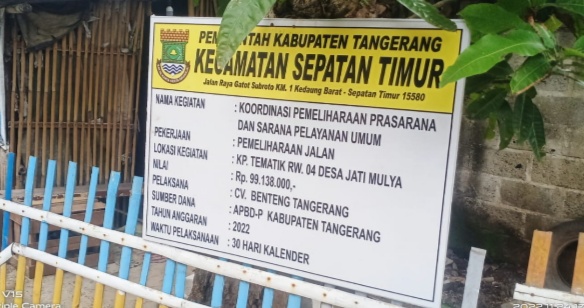 PEMERINTAH KABUPATEN TANGERANG
KECAMATAN SEPATAN TIMUR
Jalan Raya Gatot Subroto KM. 1 Kedaung Barat - Sepatan Timur 15580
NAMA KEGIATAN : KOORDINASI PEMELIHARAAN PRASARANA
DAN SARANA PELAYANAN UMUM
PEKERJAAN : PEMELIHARAAN JALAN
LOKASI KEGIATAN : KP. TEMATIK RW. 04 DESA JATI MULYA
NILAI : Rp. 99.138.000,-
PELAKSANA : CV. BENTENG TANGERANG
SUMBER DANA : APBD-P KABUPATEN TANGERANG
TAHUN ANGGARAN : 2022
WAKTU PELAKSANAAN : 30 HARI KALENDER
V15
Triple Camera